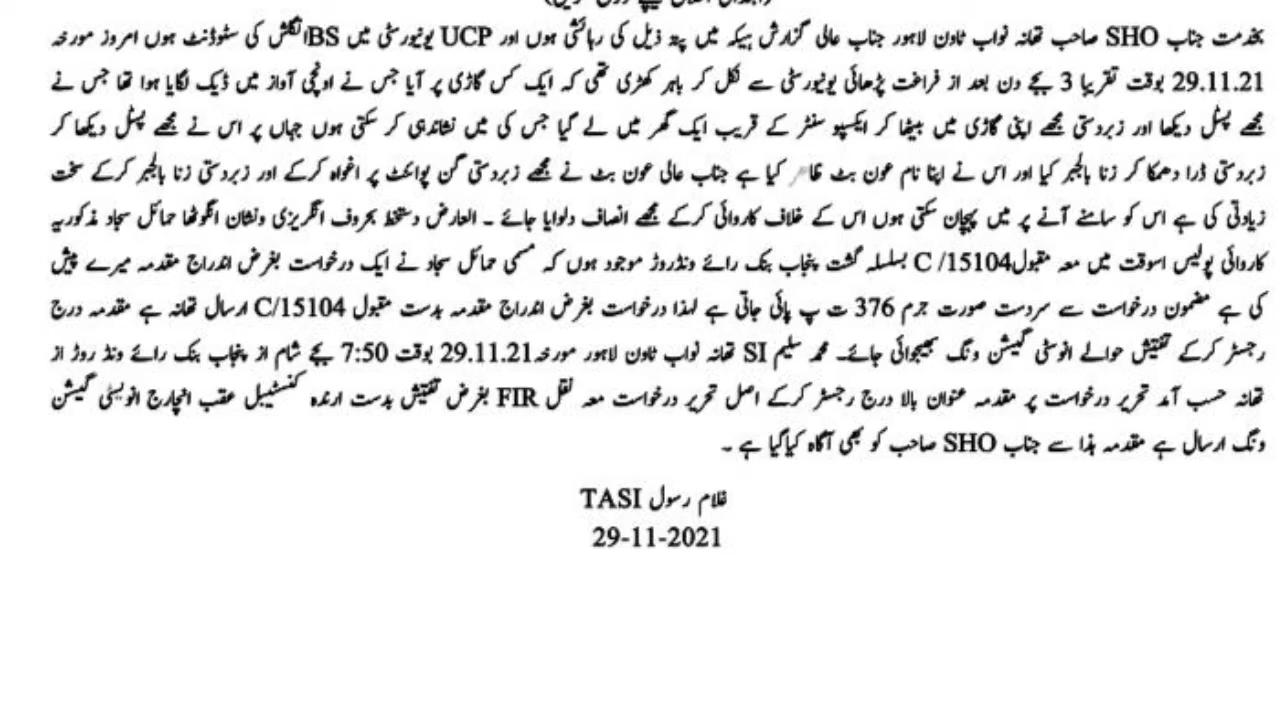 بخدمت جناب SHO صاحب تھانہ نواب ٹاون لاہور جناب عالی گزارش ہیکہ میں پتہ ذیل کی رہائشی ہوں اور UCP یونیورسٹی میں BSانگلش کی سٹوڈنٹ ہوں امروز مورخہ
29.11.21 بوقت تقریبا 3 بجے دن بعد از فراغت پڑھائی یونیورسٹی سے نکل کر باہر کھڑی تھی کہ ایک کس گاڑی پر آیا جس نے اونچی آواز میں ڈیک لگایا ہوا تھا جس نے
مجھے پسٹل دیکھا اور زبردستی مجھے اپنی گاڑی میں بیٹھا کر ایکسپو سنٹر کے قریب ایک گھر میں لے گیا جس کی میں نشاندہی کر سکتی ہوں جہاں پر اس نے مجھے پسٹل دیکھا کر
زبردستی ڈرا دھمکا کر زنا بالجبر کیا اور اس نے اپنا نام عون بٹ ظاہر کیا ہے جناب عالی عون بٹ نے مجھے زبردستی گن پوائنٹ پر اغواہ کرکے اور زبردستی زنا بالجبر کرکے سخت
زیادتی کی ہے اس کو سامنے آنے پر میں پہچان سکتی ہوں اس کے خلاف کاروائی کرکے مجھے انصاف دلوایا جائے ۔ العارض دستخط بحروف انگریزی ونشان انگوٹھا حمائل سجاد مذکوریہ
کاروائی پولیس اسوقت میں معہ مقبول15104/ C بسلسلہ گشت پنجاب بنک رائے ونڈروڑ موجود ہوں کہ مسمی حمائل سجاد نے ایک درخواست بغرض اندراج مقدمہ میرے پیش
کی ہے مضمون درخواست سے سردست صورت جرم 376 ت پ پائی جاتی ہے لہذا درخواست بغرض اندراج مقدمہ بدست مقبول 15104/C ارسال تھانہ ہے مقدمہ درج
رجسٹر کرکے تفتیش حوالے انوسٹی گیشن ونگ بھیجوائی جائے۔ محمد سلیم SI تھانہ نواب ٹاون لاہور مورخہ29.11.21 بوقت 7:50 بجے شام از پنجاب بنک رائے ونڈ روڑ از
تھانہ حسب آمد تحریر درخواست پر مقدمہ عنوان بالا درج رجسٹر کرکے اصل تحریر درخواست معہ نقل FIR بغرض تفتیش بدست ارندہ کنسٹیبل عقب انچارج انویسٹی گیشن
ونگ ارسال ہے مقدمہ ہذا سے جناب SHO صاحب کو بھی آگاہ کیاگیا ہے ۔
غلام رسول TASI
29-11-2021